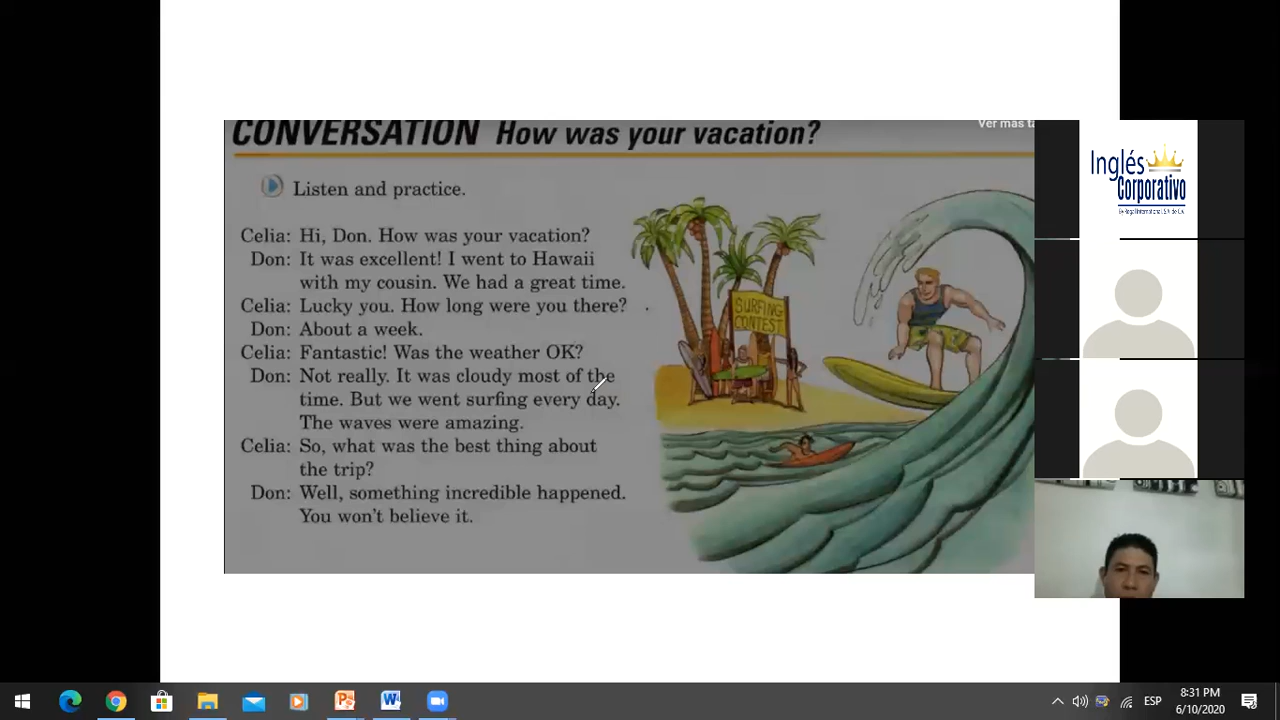 CONVERSATION How was your vacation?
Ver mas ta
Listen and practice.
Celia: Hi, Don. How was your vacation?
Don: It was excellent! I went to Hawaii
with my cousin. We had a great time.
Celia: Lucky you. How long were you there?
Don: About a week.
Celia: Fantastic! Was the weather OK?
Don: Not really. It was cloudy most of the
time. But we went surfing every day.
The waves were amazing.
Celia: So, what was the best thing about
the trip?
Don: Well, something incredible happened.
You won't believe it.
SURFING
CONTEST
Inglés
Corporativo
ESP
8:31 PM
6/10/2020